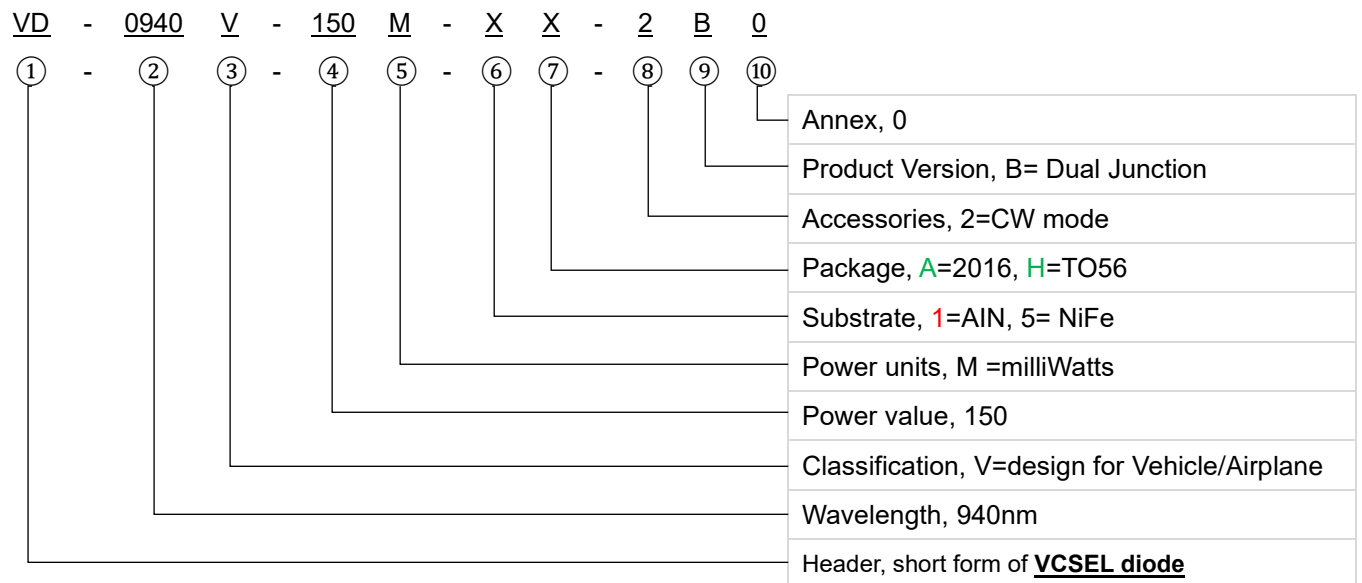 VD - 0940 V - 150 M - X X - 2 B 0
① - ② ③ - ④ ⑤ - ⑥ ⑦ - ⑧ ⑨ ⑩
Annex, 0
Product Version, B= Dual Junction
Accessories, 2=CW mode
Package, A=2016, H=TO56
Substrate, 1=AIN, 5= NiFe
Power units, M =milliWatts
Power value, 150
Classification, V=design for Vehicle/Airplane
Wavelength, 940nm
Header, short form of VCSEL diode